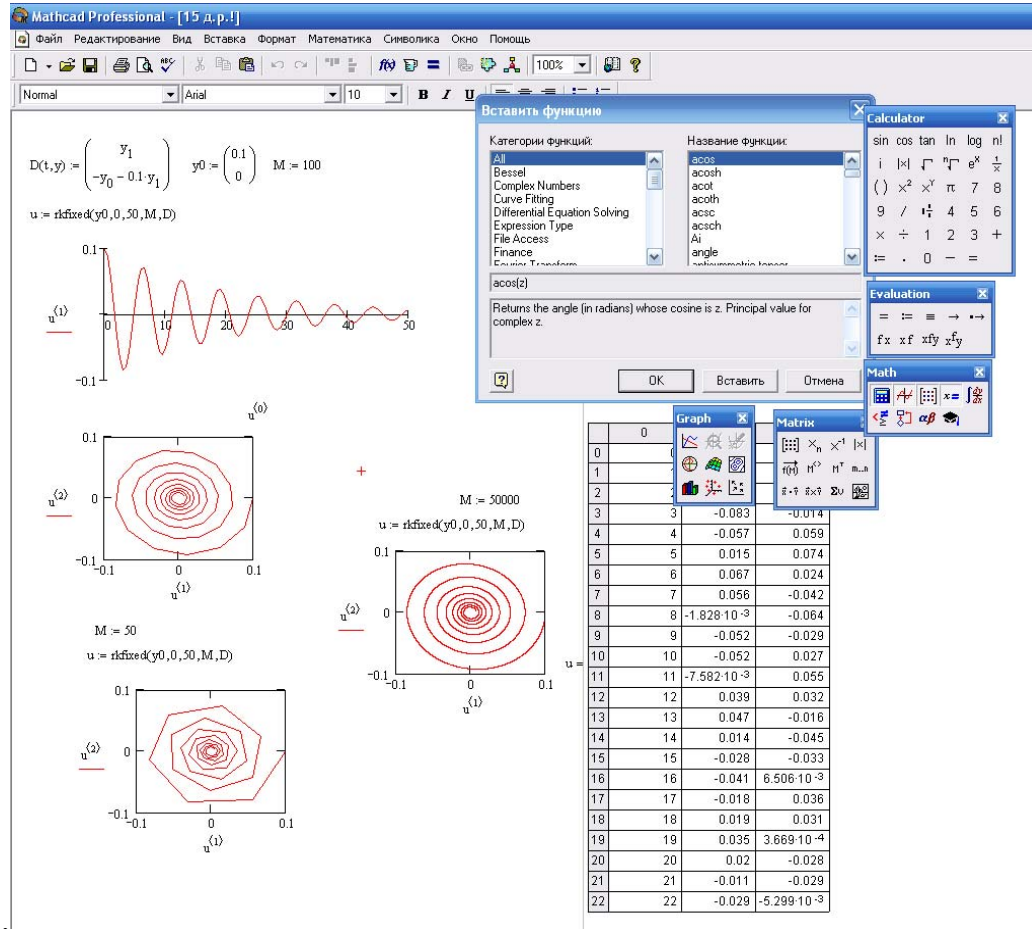 Mathcad Professional - [15 д.р.!]
Файл Редактирование Вид Вставка Формат Математика Символика Окно Помощь
100%
Normal Arial 10 B I U
D(t,y) := ( y₁ −y₀ − 0.1·y₁ ) y0 := ( 0.1 0 ) M := 100
u := rkfixed(y0,0,50,M,D)
0.1
u⟨1⟩
0 10 20 30 40 50
−0.1
u⟨0⟩
0.1
u⟨2⟩ 0
−0.1
−0.1 0 0.1
u⟨1⟩
M := 50000
u := rkfixed(y0,0,50,M,D)
0.1
u⟨2⟩ 0
−0.1
−0.1 0 0.1
u⟨1⟩
M := 50
u := rkfixed(y0,0,50,M,D)
0.1
u⟨2⟩ 0
−0.1
−0.1 0 0.1
u⟨1⟩
Вставить функцию
Категории функций:
All
Bessel
Complex Numbers
Curve Fitting
Differential Equation Solving
Expression Type
File Access
Finance
Fourier Transform
Название функции:
acos
acosh
acot
acoth
acsc
acsch
Ai
angle
antisymmetric tensor
acos(z)
Returns the angle (in radians) whose cosine is z. Principal value for
complex z.
OK Вставить Отмена
Calculator
sin cos tan ln log n!
i |×| √ ⁿ√ eˣ 1/x
( ) ×² ×ʸ π 7 8
9 / 4 5 6
× ÷ 1 2 3 +
:= . 0 − =
Evaluation
= := ≡ → ▪→
fx xf xfy xfy
Math
x= ∫ dy/dx
αβ
Graph
Matrix
×ₙ ×⁻¹ |×|
f(M) M<> Mᵀ m..n
Συ
u =
0
0
1
2
3 3 -0.083 -0.014
4 4 -0.057 0.059
5 5 0.015 0.074
6 6 0.067 0.024
7 7 0.056 -0.042
8 8 -1.828·10 -3 -0.064
9 9 -0.052 -0.029
10 10 -0.052 0.027
11 11 -7.582·10 -3 0.055
12 12 0.039 0.032
13 13 0.047 -0.016
14 14 0.014 -0.045
15 15 -0.028 -0.033
16 16 -0.041 6.506·10 -3
17 17 -0.018 0.036
18 18 0.019 0.031
19 19 0.035 3.669·10 -4
20 20 0.02 -0.028
21 21 -0.011 -0.029
22 22 -0.029 -5.299·10 -3